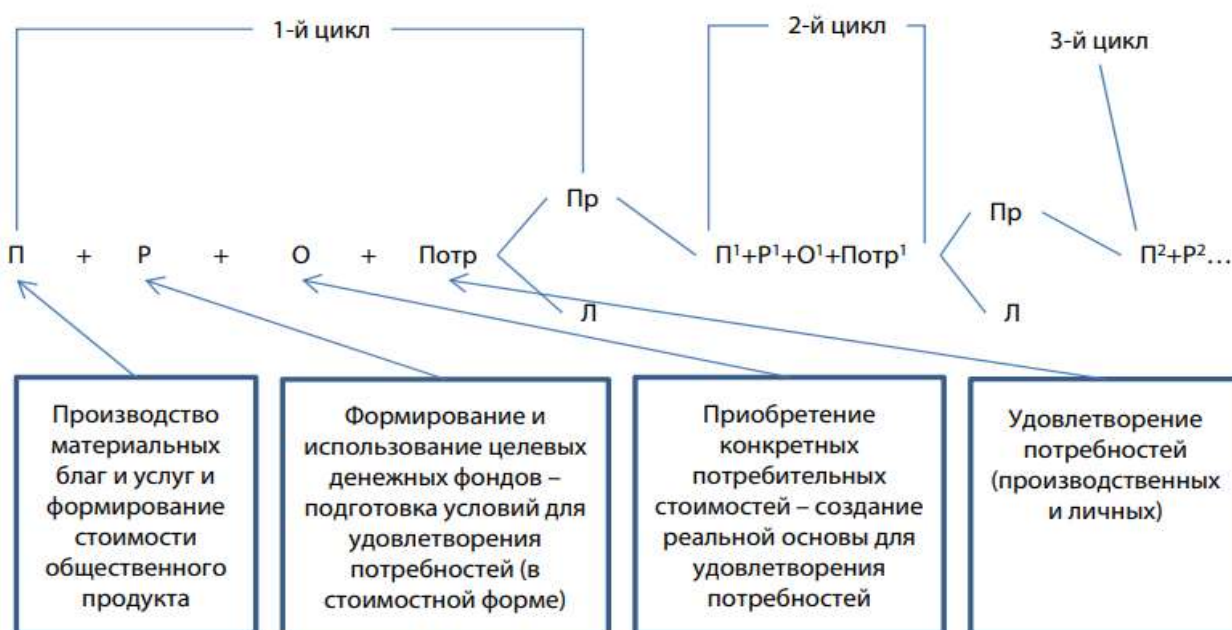 1-й цикл
2-й цикл
3-й цикл
Пр
Пр
П + Р + О + Потр
П¹+Р¹+О¹+Потр¹
П²+Р²…
Л
Л
Производство
материальных
благ и услуг и
формирование
стоимости
общественного
продукта
Формирование и
использование целевых
денежных фондов –
подготовка условий для
удовлетворения
потребностей (в
стоимостной форме)
Приобретение
конкретных
потребительных
стоимостей – создание
реальной основы для
удовлетворения
потребностей
Удовлетворение
потребностей
(производственных
и личных)